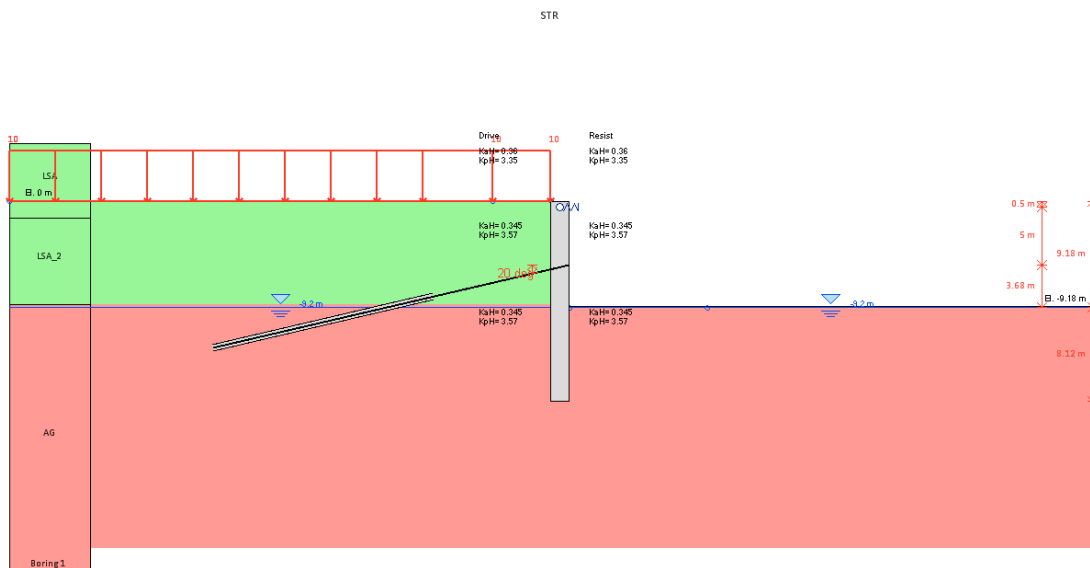 STR
10
10
10
Drive
Resist
KaH= 0.36
KpH= 3.35
KaH= 0.36
KpH= 3.35
LSA
El. 0 m
0.5 m
5 m
9.18 m
KaH= 0.345
KpH= 3.57
KaH= 0.345
KpH= 3.57
LSA_2
20 deg
3.68 m
El. -9.18 m
-9.2 m
-9.2 m
KaH= 0.345
KpH= 3.57
KaH= 0.345
KpH= 3.57
8.12 m
AG
Boring 1